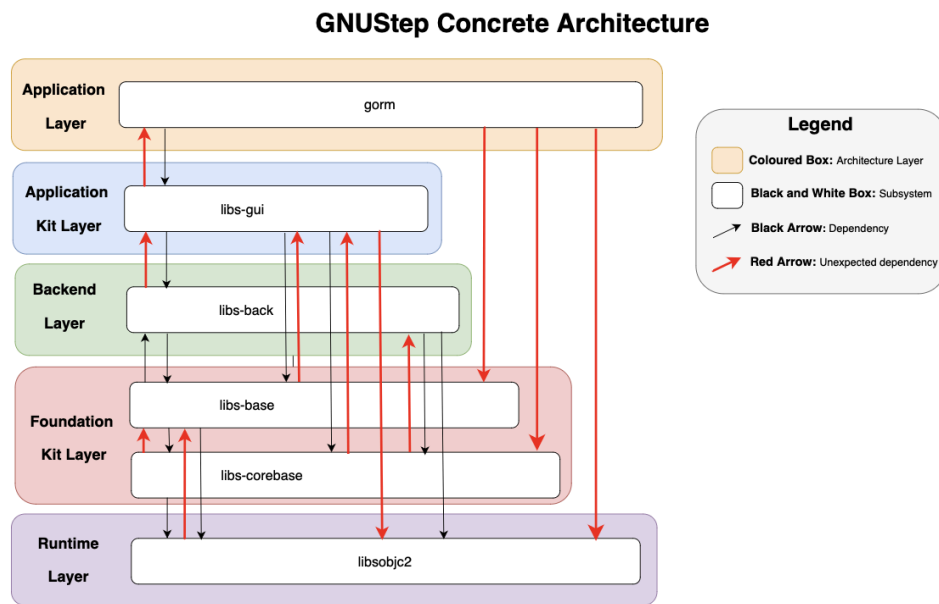 GNUStep Concrete Architecture
Application
Layer
gorm
Application
Kit Layer
libs-gui
Backend
Layer
libs-back
Foundation
Kit Layer
libs-base
libs-corebase
Runtime
Layer
libsobjc2
Legend
Coloured Box: Architecture Layer
Black and White Box: Subsystem
Black Arrow: Dependency
Red Arrow: Unexpected dependency